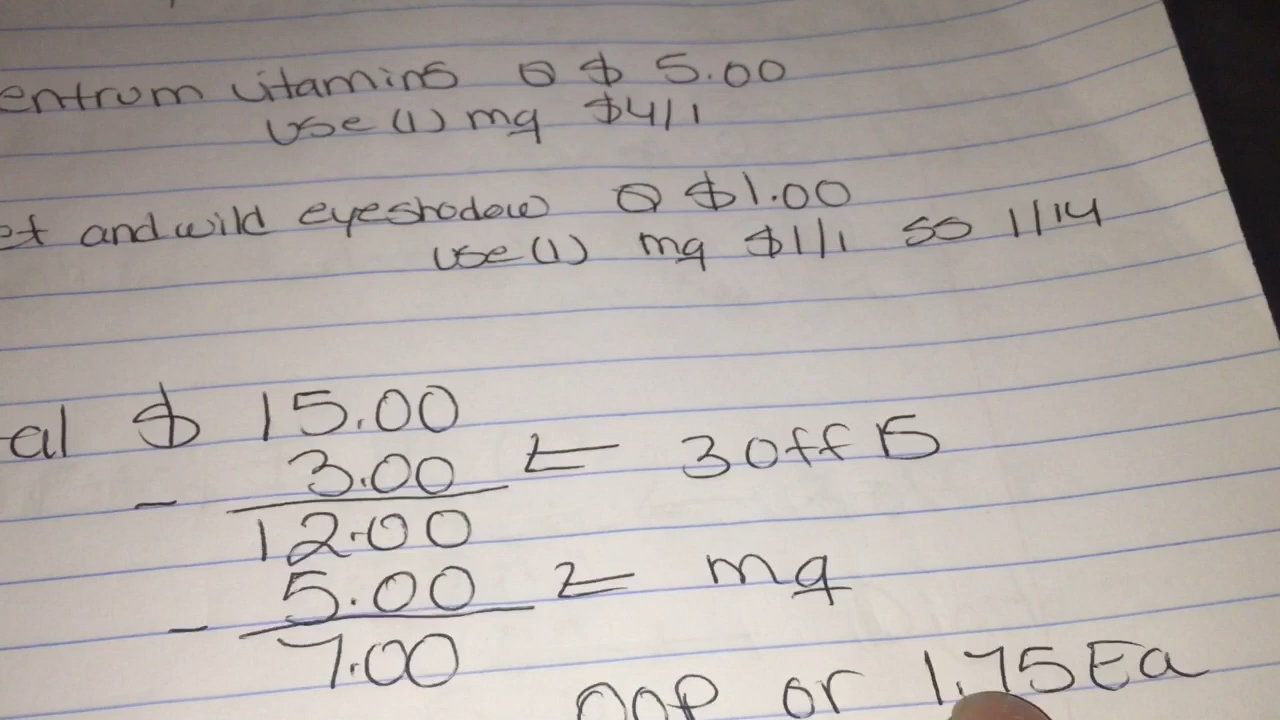 entrum vitamins @ $ 5.00
use (1) mq $4/1
et and wild eyeshadow @ $1.00
use (1) mq $1/1 ss 1/14
al $ 15.00
- 3.00 ← 3 off 15
12.00
- 5.00 ← mq
7.00
OOP or 1.75 Ea